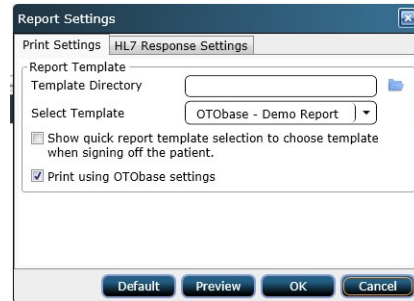 Report Settings
Print Settings HL7 Response Settings
Report Template
Template Directory
Select Template OTObase - Demo Report
Show quick report template selection to choose template
when signing off the patient.
Print using OTObase settings
Default Preview OK Cancel